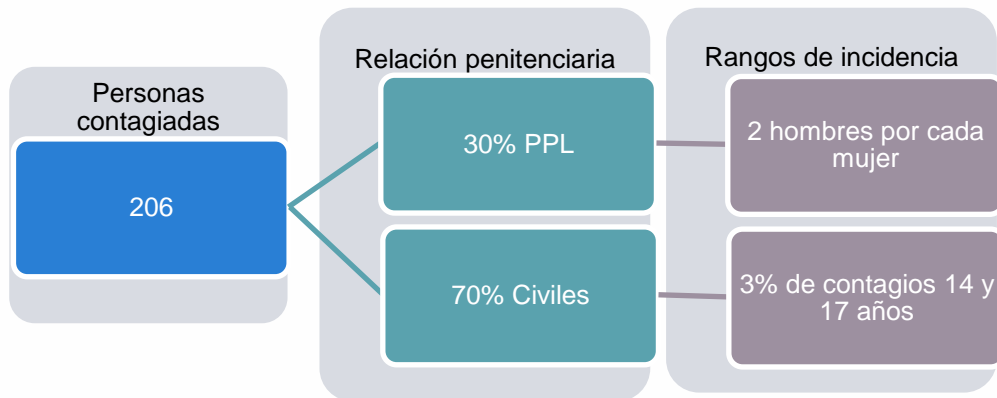 Personas
contagiadas
206
Relación penitenciaria
30% PPL
70% Civiles
Rangos de incidencia
2 hombres por cada
mujer
3% de contagios 14 y
17 años